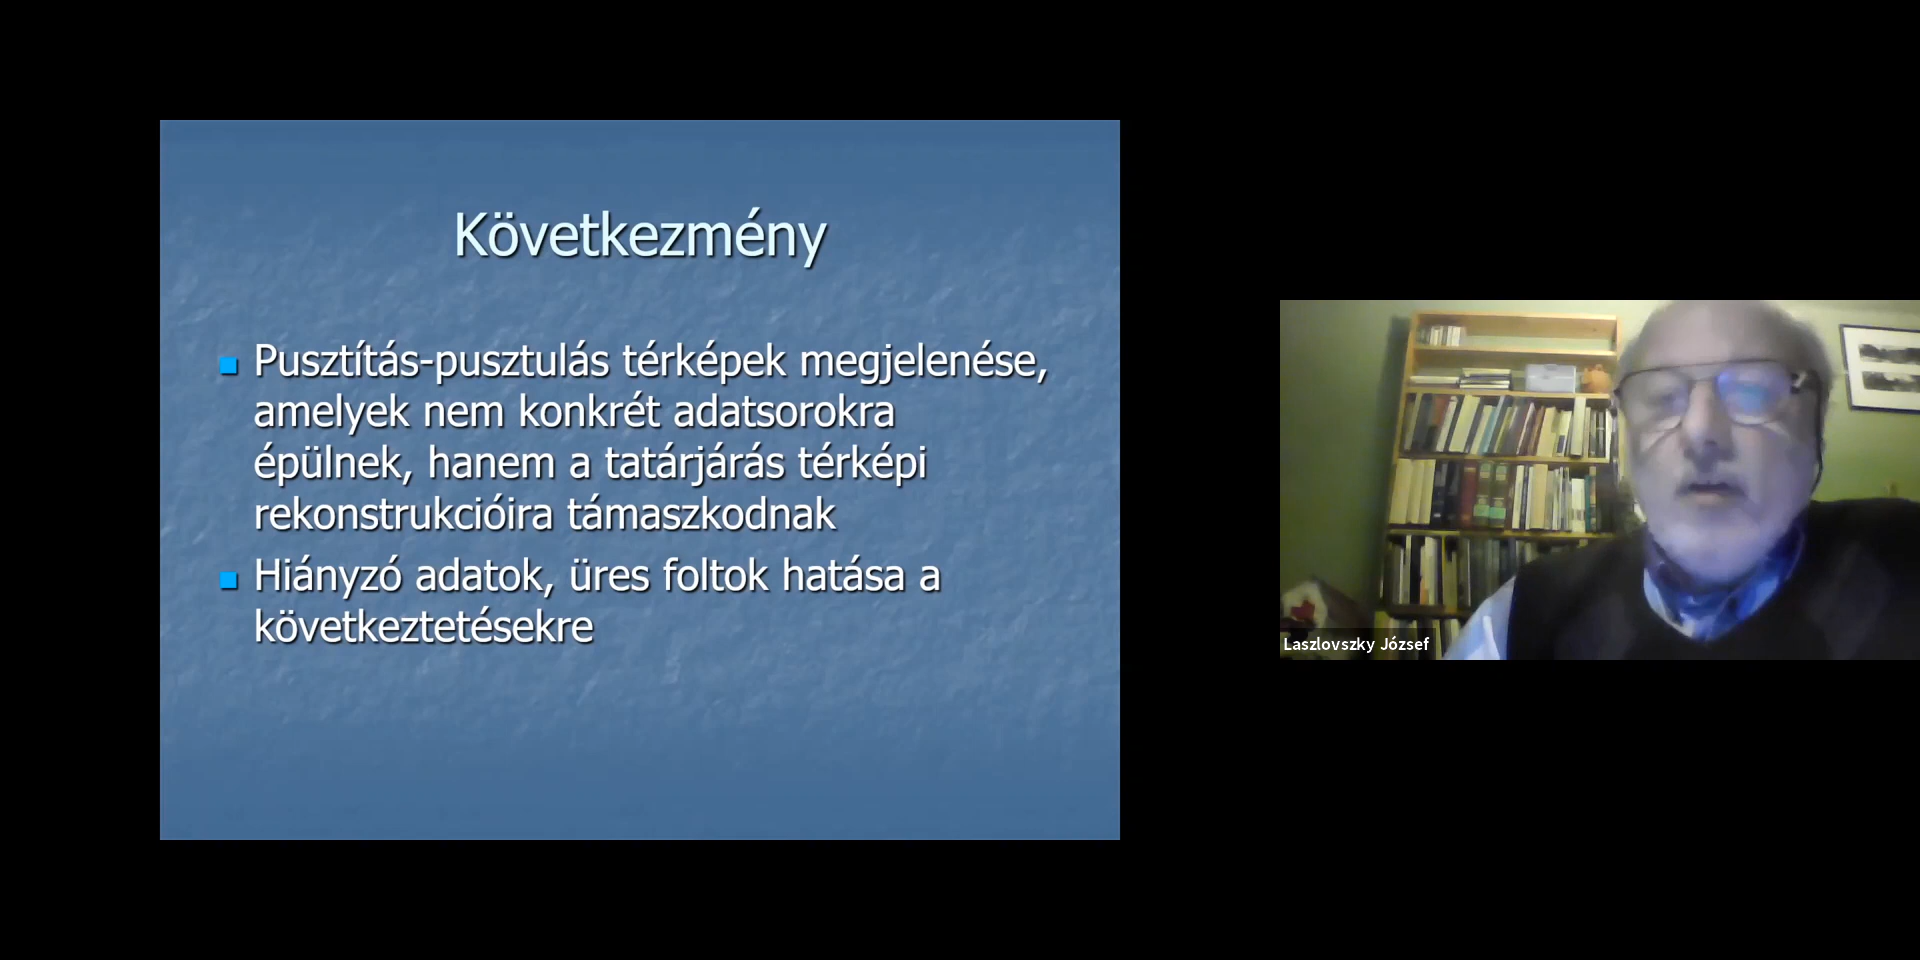 Következmény
Pusztítás-pusztulás térképek megjelenése,
amelyek nem konkrét adatsorokra
épülnek, hanem a tatárjárás térképi
rekonstrukcióira támaszkodnak
Hiányzó adatok, üres foltok hatása a
következtetésekre
Laszlovszky József